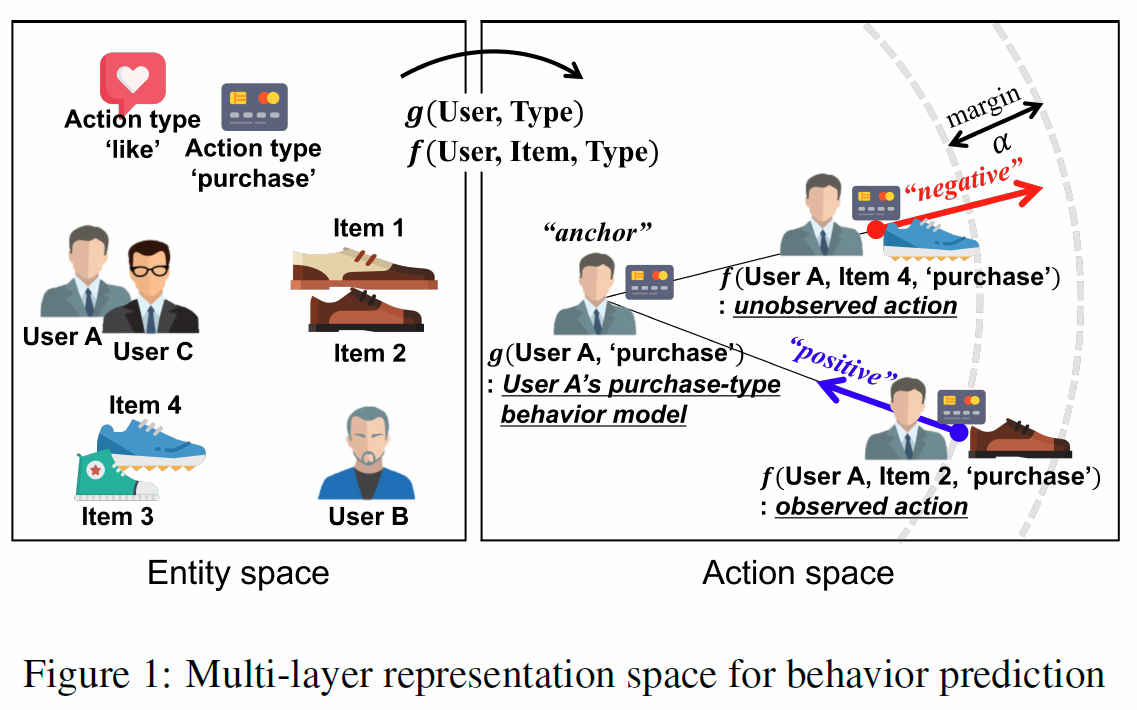 Action type
‘like’
Action type
‘purchase’
User A
User C
Item 1
Item 2
Item 4
Item 3
User B
Entity space
g(User, Type)
f(User, Item, Type)
margin
α
“negative”
“anchor”
f(User A, Item 4, ‘purchase’)
: unobserved action
g(User A, ‘purchase’)
: User A’s purchase-type
behavior model
“positive”
f(User A, Item 2, ‘purchase’)
: observed action
Action space
Figure 1: Multi-layer representation space for behavior prediction